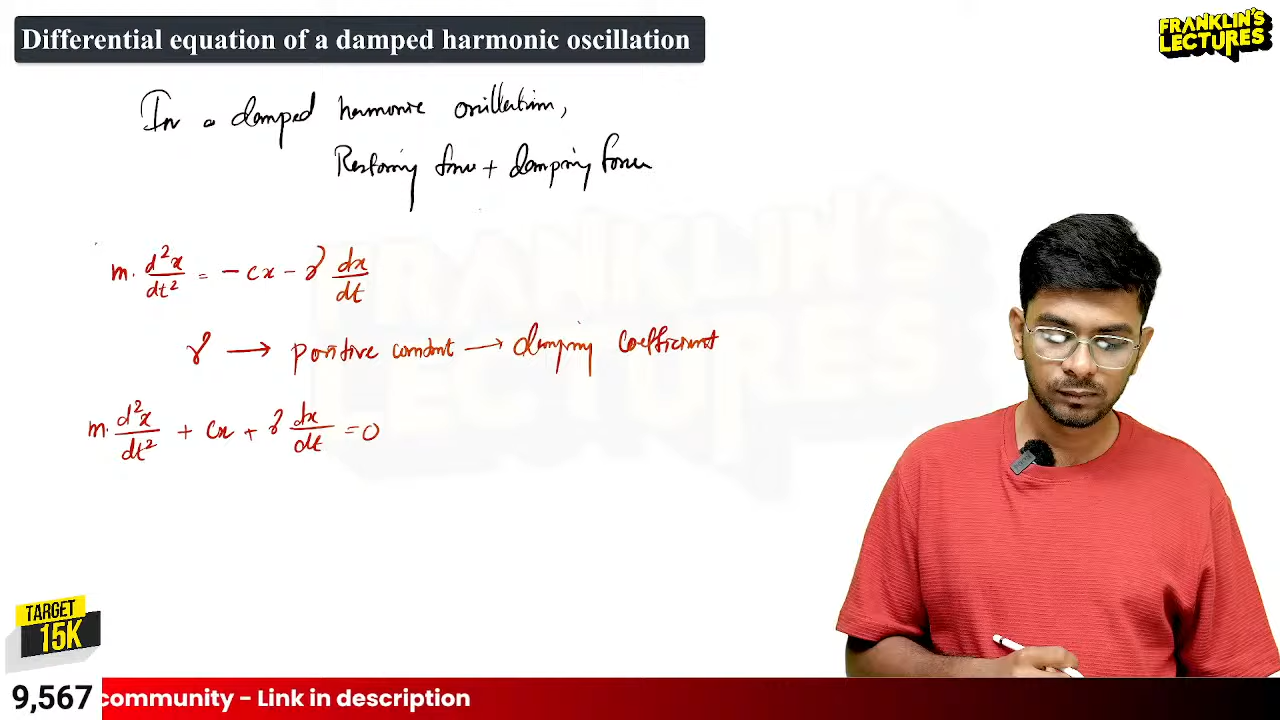 Differential equation of a damped harmonic oscillation
FRANKLIN'S
LECTURES
In a damped harmonic oscillation,
Restoring force + damping force
m. d²x/dt² = -cx - γ dx/dt
γ → positive constant → damping coefficient
m. d²x/dt² + cx + γ dx/dt = 0
FRANKLIN'S
LECTURES
TARGET
15K
9,567
community - Link in description